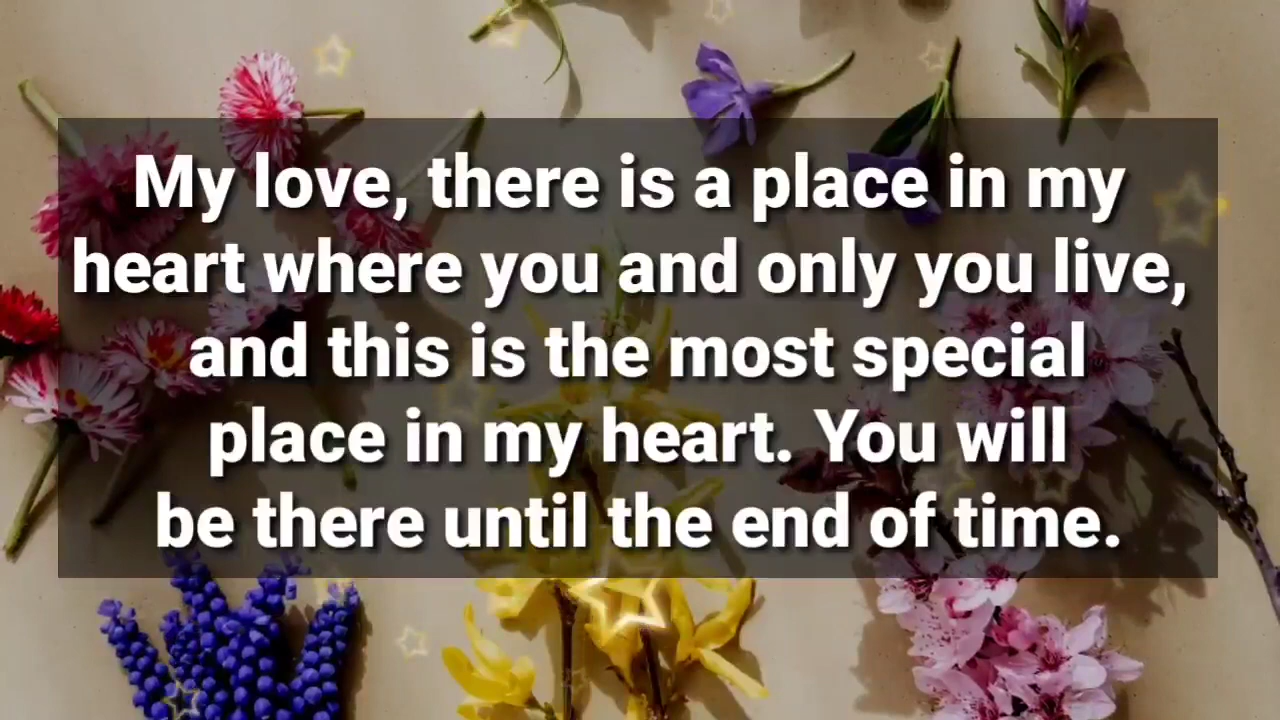 My love, there is a place in my
heart where you and only you live,
and this is the most special
place in my heart. You will
be there until the end of time.